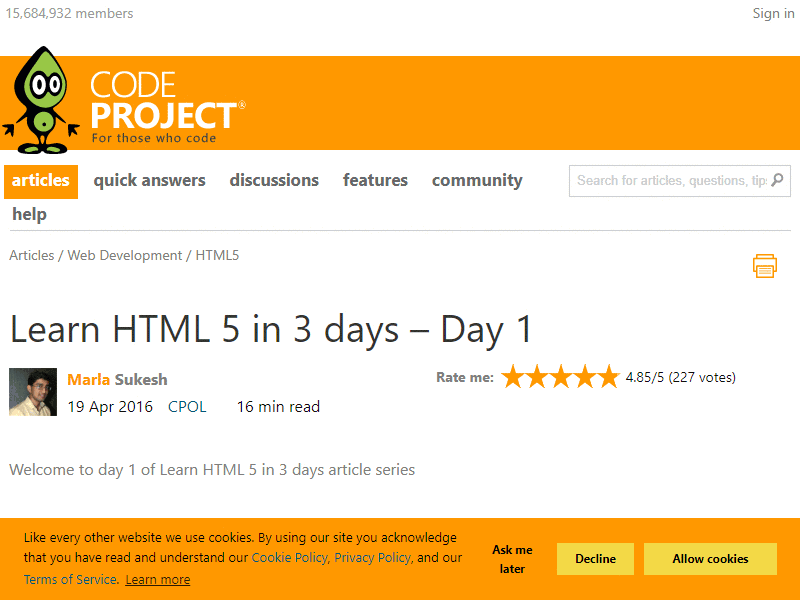 15,684,932 members
Sign in
CODE
PROJECT®
For those who code
articles quick answers discussions features community
Search for articles, questions, tips
help
Articles / Web Development / HTML5
Learn HTML 5 in 3 days – Day 1
Marla Sukesh
Rate me: 4.85/5 (227 votes)
19 Apr 2016 CPOL 16 min read
Welcome to day 1 of Learn HTML 5 in 3 days article series
Like every other website we use cookies. By using our site you acknowledge
that you have read and understand our Cookie Policy, Privacy Policy, and our
Terms of Service. Learn more
Ask me
later
Decline
Allow cookies